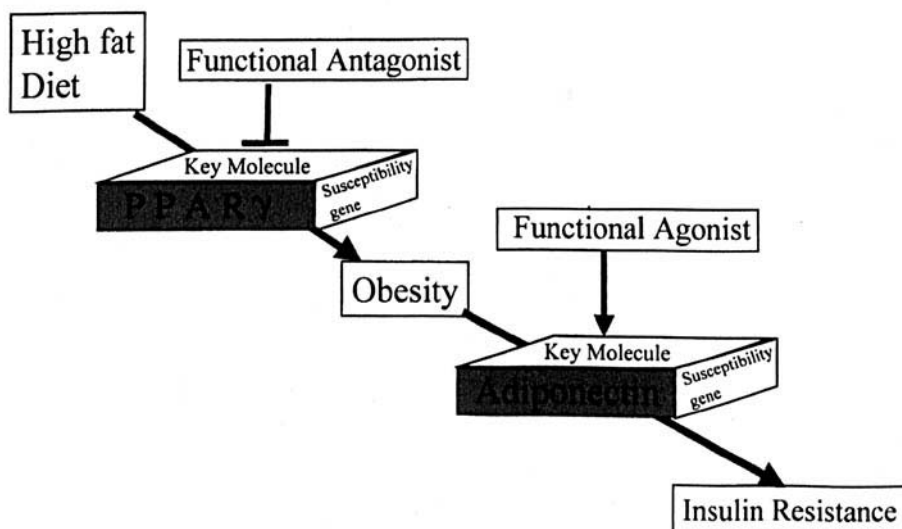 High fat
Diet
Functional Antagonist
Key Molecule
Susceptibility
gene
PPARγ
Functional Agonist
Obesity
Key Molecule
Susceptibility
gene
Adiponectin
Insulin Resistance